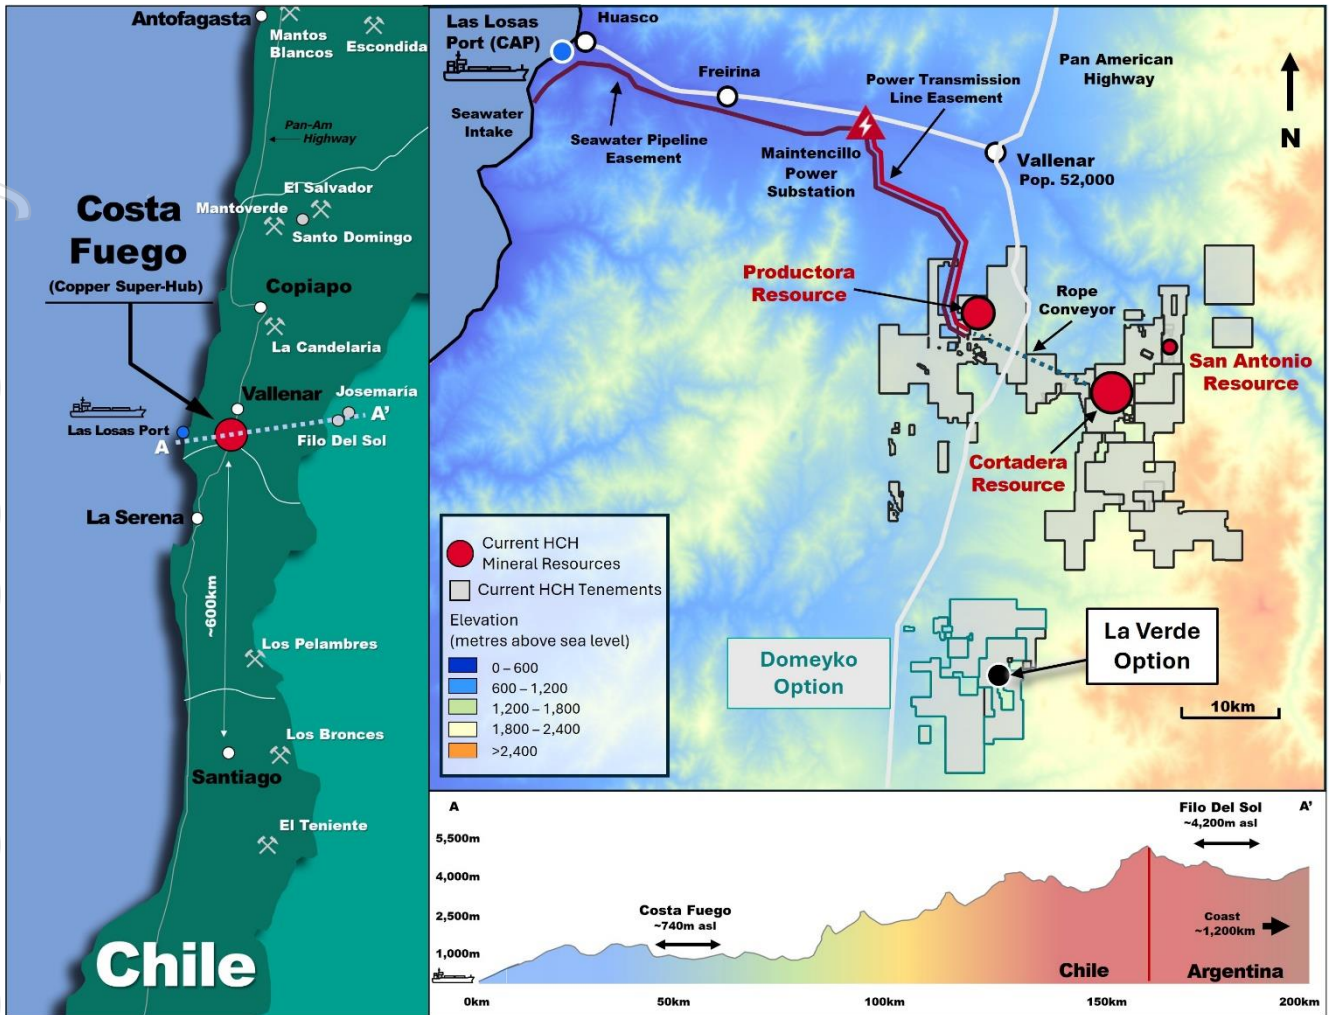 Antofagasta
Mantos
Blancos
Escondida
Pan-Am
Highway
El Salvador
Mantoverde
Santo Domingo
Costa
Fuego
(Copper Super-Hub)
Copiapo
La Candelaria
Vallenar
Josemaría
Las Losas Port
A
A'
Filo Del Sol
La Serena
~600km
Los Pelambres
Los Bronces
Santiago
El Teniente
Chile
Las Losas
Port (CAP)
Huasco
Freirina
Seawater
Intake
Seawater Pipeline
Easement
Power Transmission
Line Easement
Maintencillo
Power
Substation
Pan American
Highway
N
Vallenar
Pop. 52,000
Productora
Resource
Rope
Conveyor
San Antonio
Resource
Cortadera
Resource
Current HCH
Mineral Resources
Current HCH Tenements
Elevation
(metres above sea level)
0 – 600
600 – 1,200
1,200 – 1,800
1,800 – 2,400
>2,400
Domeyko
Option
La Verde
Option
10km
A
A'
Filo Del Sol
~4,200m asl
5,500m
4,000m
2,500m
1,000m
Costa Fuego
~740m asl
Coast
~1,200km
Chile
Argentina
0km
50km
100km
150km
200km